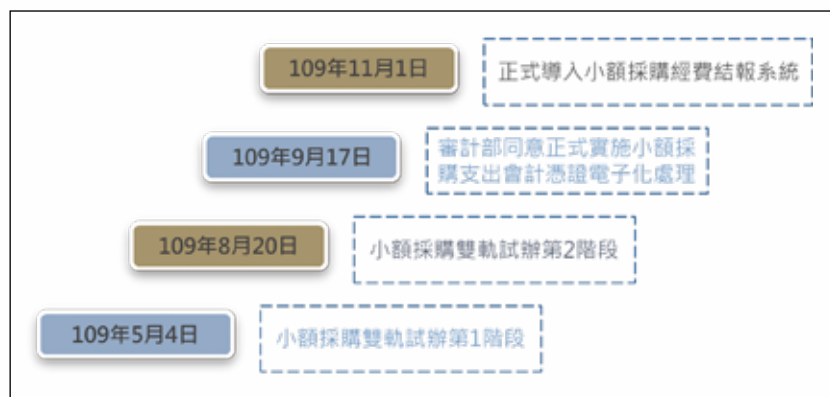 109年11月1日
正式導入小額採購經費結報系統
109年9月17日
審計部同意正式實施小額採
購支出會計憑證電子化處理
109年8月20日
小額採購雙軌試辦第2階段
109年5月4日
小額採購雙軌試辦第1階段